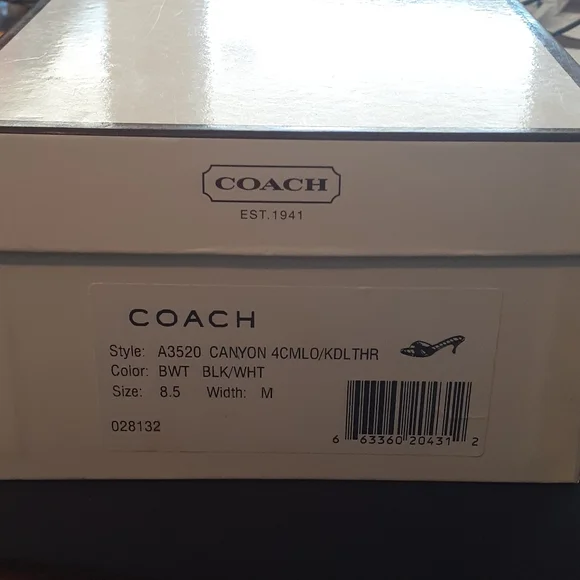 COACH
EST.1941
COACH
Style: A3520 CANYON 4CMLO/KDLTHR
Color: BWT BLK/WHT
Size: 8.5 Width: M
028132
6 63360 20431 2